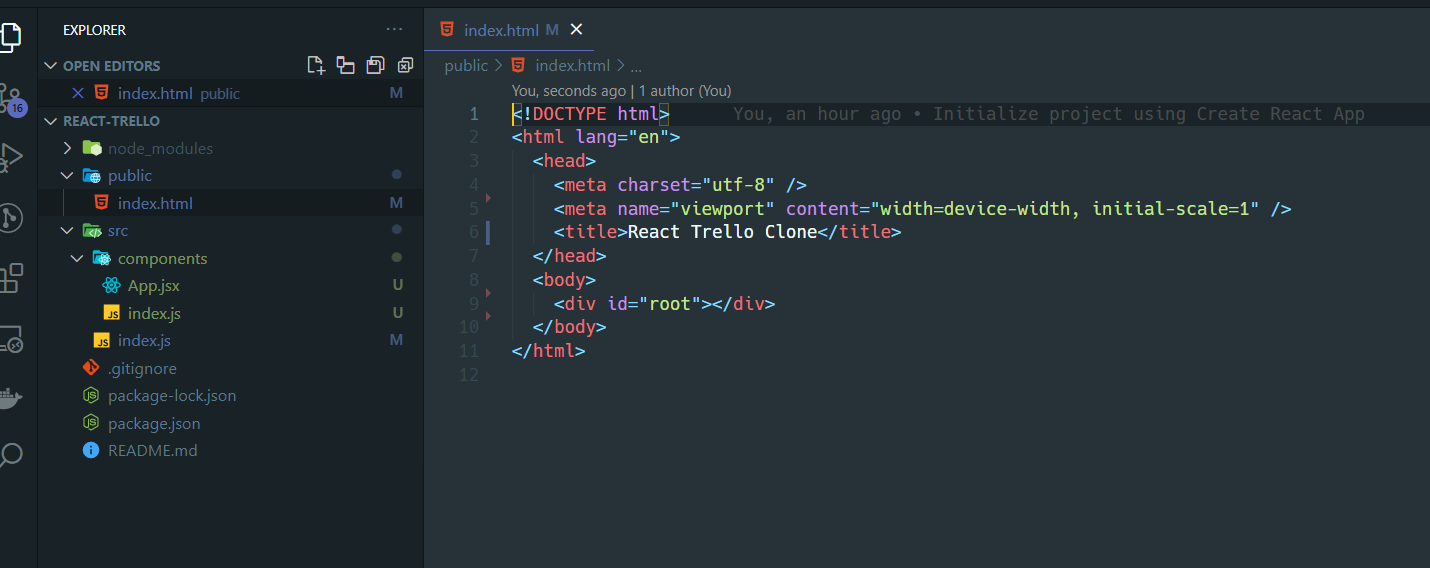 EXPLORER
OPEN EDITORS
index.html public M
REACT-TRELLO
node_modules
public
index.html M
src
components
App.jsx U
JS index.js U
JS index.js M
.gitignore
package-lock.json
package.json
README.md
16
index.html M
public > index.html > ...
You, seconds ago | 1 author (You)
1 <!DOCTYPE html> You, an hour ago • Initialize project using Create React App
2 <html lang="en">
3 <head>
4 <meta charset="utf-8" />
5 <meta name="viewport" content="width=device-width, initial-scale=1" />
6 <title>React Trello Clone</title>
7 </head>
8 <body>
9 <div id="root"></div>
10 </body>
11 </html>
12